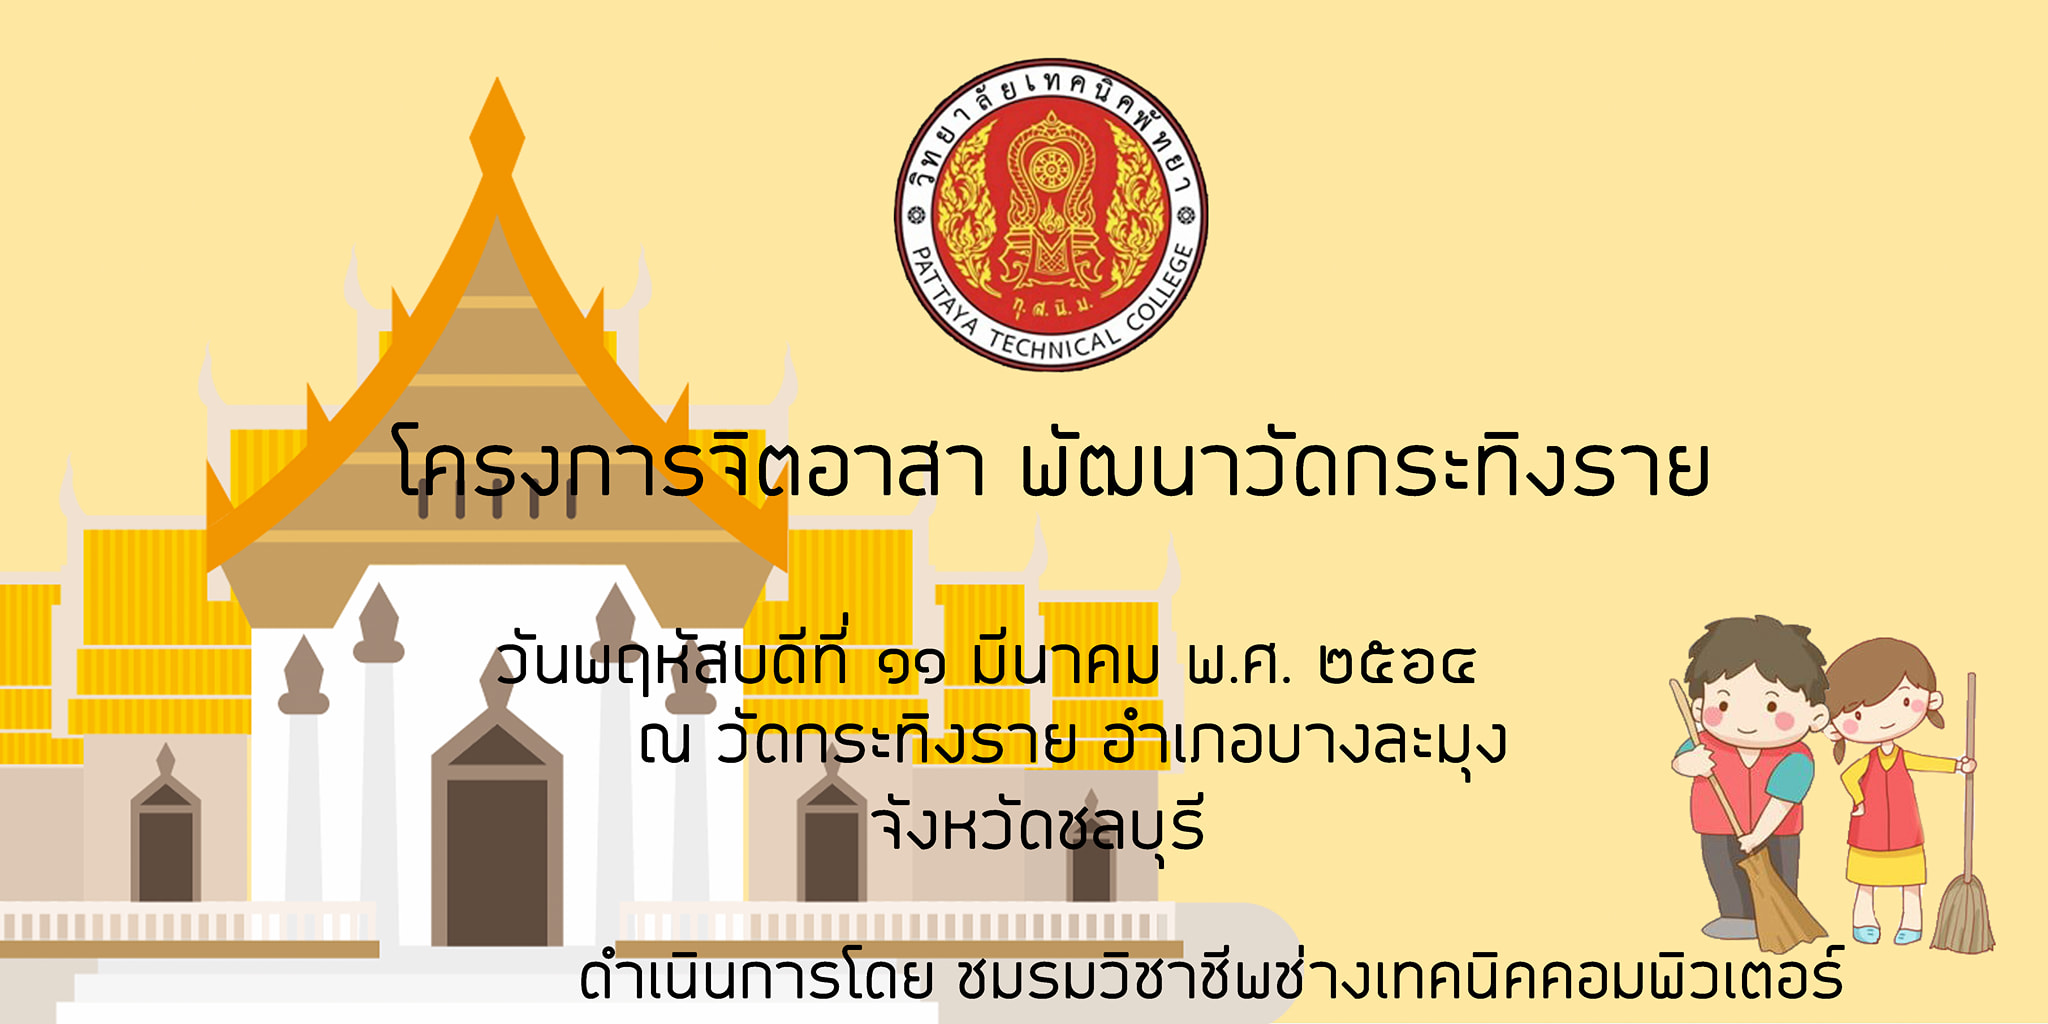 วิทยาลัยเทคนิคพัทยา
ก. ส. นิ. ม.
PATTAYA TECHNICAL COLLEGE
โครงการจิตอาสา พัฒนาวัดกระทิงราย
วันพฤหัสบดีที่ ๑๑ มีนาคม พ.ศ. ๒๕๖๔
ณ วัดกระทิงราย อำเภอบางละมุง
จังหวัดชลบุรี
ดำเนินการโดย ชมรมวิชาชีพช่างเทคนิคคอมพิวเตอร์